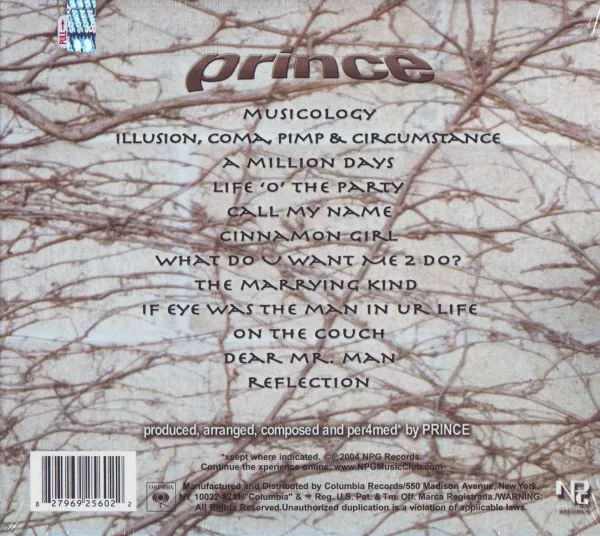 PULL
prince
MUSICOLOGY
ILLUSION, COMA, PIMP & CIRCUMSTANCE
A MILLION DAYS
LIFE 'O' THE PARTY
CALL MY NAME
CINNAMON GIRL
WHAT DO U WANT ME 2 DO?
THE MARRYING KIND
IF EYE WAS THE MAN IN UR LIFE
ON THE COUCH
DEAR MR. MAN
REFLECTION
produced, arranged, composed and per4med* by PRINCE
*xcept where indicated. ©℗ 2004 NPG Records.
Continue the xperience online: www.NPGMusicClub.com
Manufactured and Distributed by Columbia Records/550 Madison Avenue, New York,
NY 10022-3211/"Columbia" & Reg. U.S. Pat. & Tm. Off. Marca Registrada./WARNING:
All Rights Reserved.Unauthorized duplication is a violation of applicable laws.
8 27969 25602 2
COLUMBIA
NPG